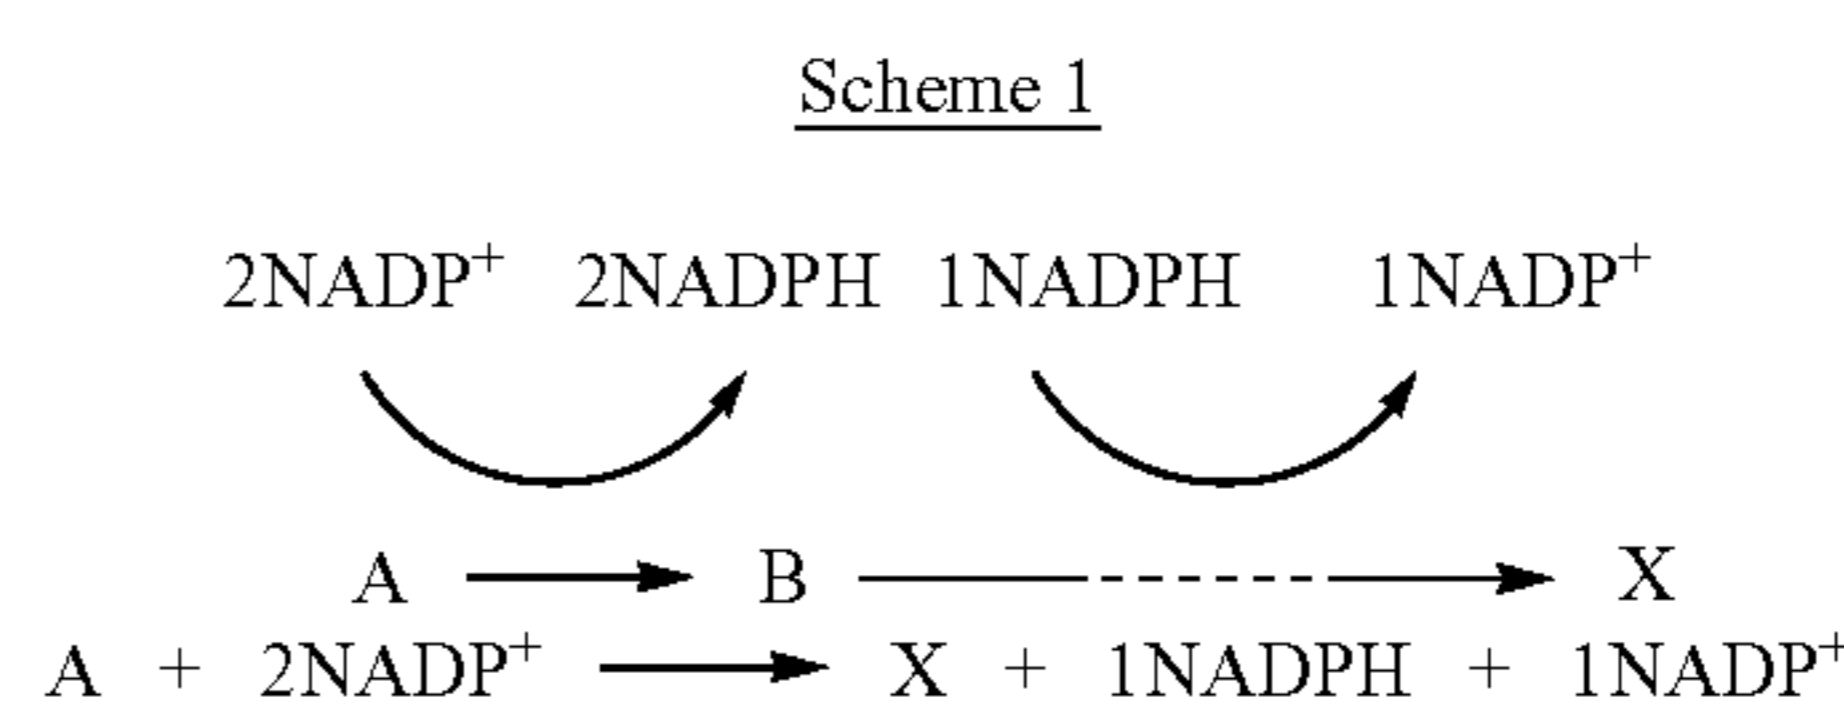 Scheme 1
2NADP⁺ 2NADPH 1NADPH 1NADP⁺
A B X
A + 2NADP⁺ X + 1NADPH + 1NADP⁺